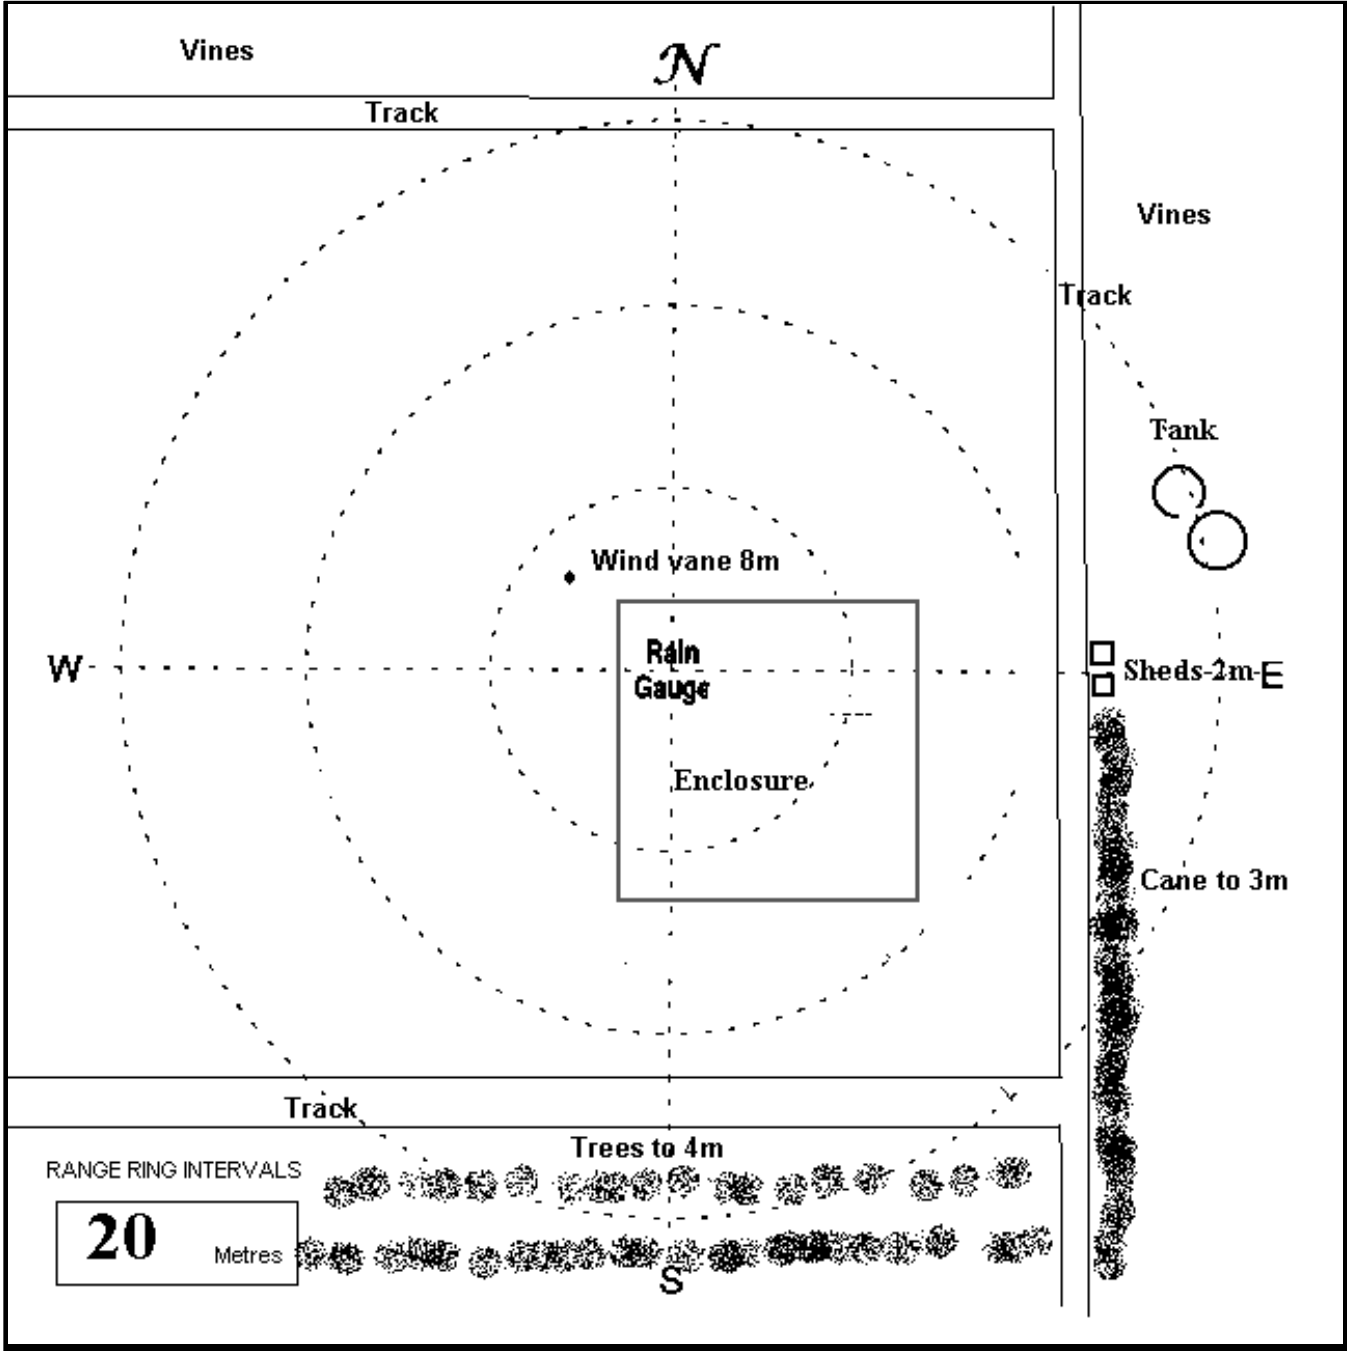 Vines
N
Track
Vines
Track
Tank
Wind vane 8m
Rain
Gauge
W
Sheds-2m-E
Enclosure
Cane to 3m
Track
Trees to 4m
RANGE RING INTERVALS
20 Metres
S